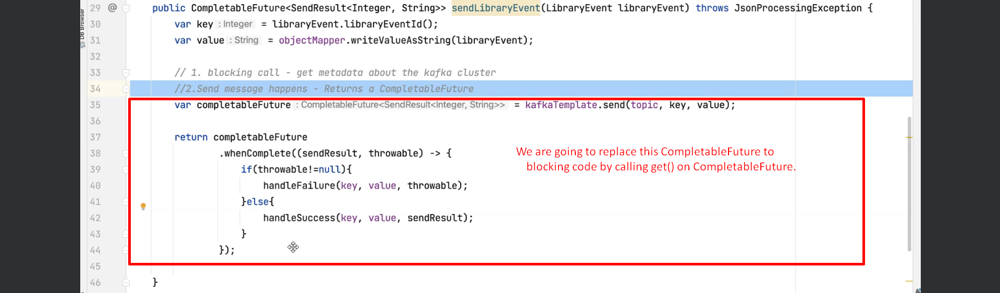 DB Browser
29 @ public CompletableFuture<SendResult<Integer, String>> sendLibraryEvent(LibraryEvent libraryEvent) throws JsonProcessingException {
30 var key : Integer = libraryEvent.libraryEventId();
31 var value : String = objectMapper.writeValueAsString(libraryEvent);
32
33 // 1. blocking call - get metadata about the kafka cluster
34 //2.Send message happens - Returns a CompletableFuture
35 var completableFuture : CompletableFuture<SendResult<Integer, String>> = kafkaTemplate.send(topic, key, value);
36
37 return completableFuture
38 .whenComplete((sendResult, throwable) -> {
39 if(throwable!=null){
40 handleFailure(key, value, throwable);
41 }else{
42 handleSuccess(key, value, sendResult);
43 }
44 });
45
46 }
We are going to replace this CompletableFuture to
blocking code by calling get() on CompletableFuture.